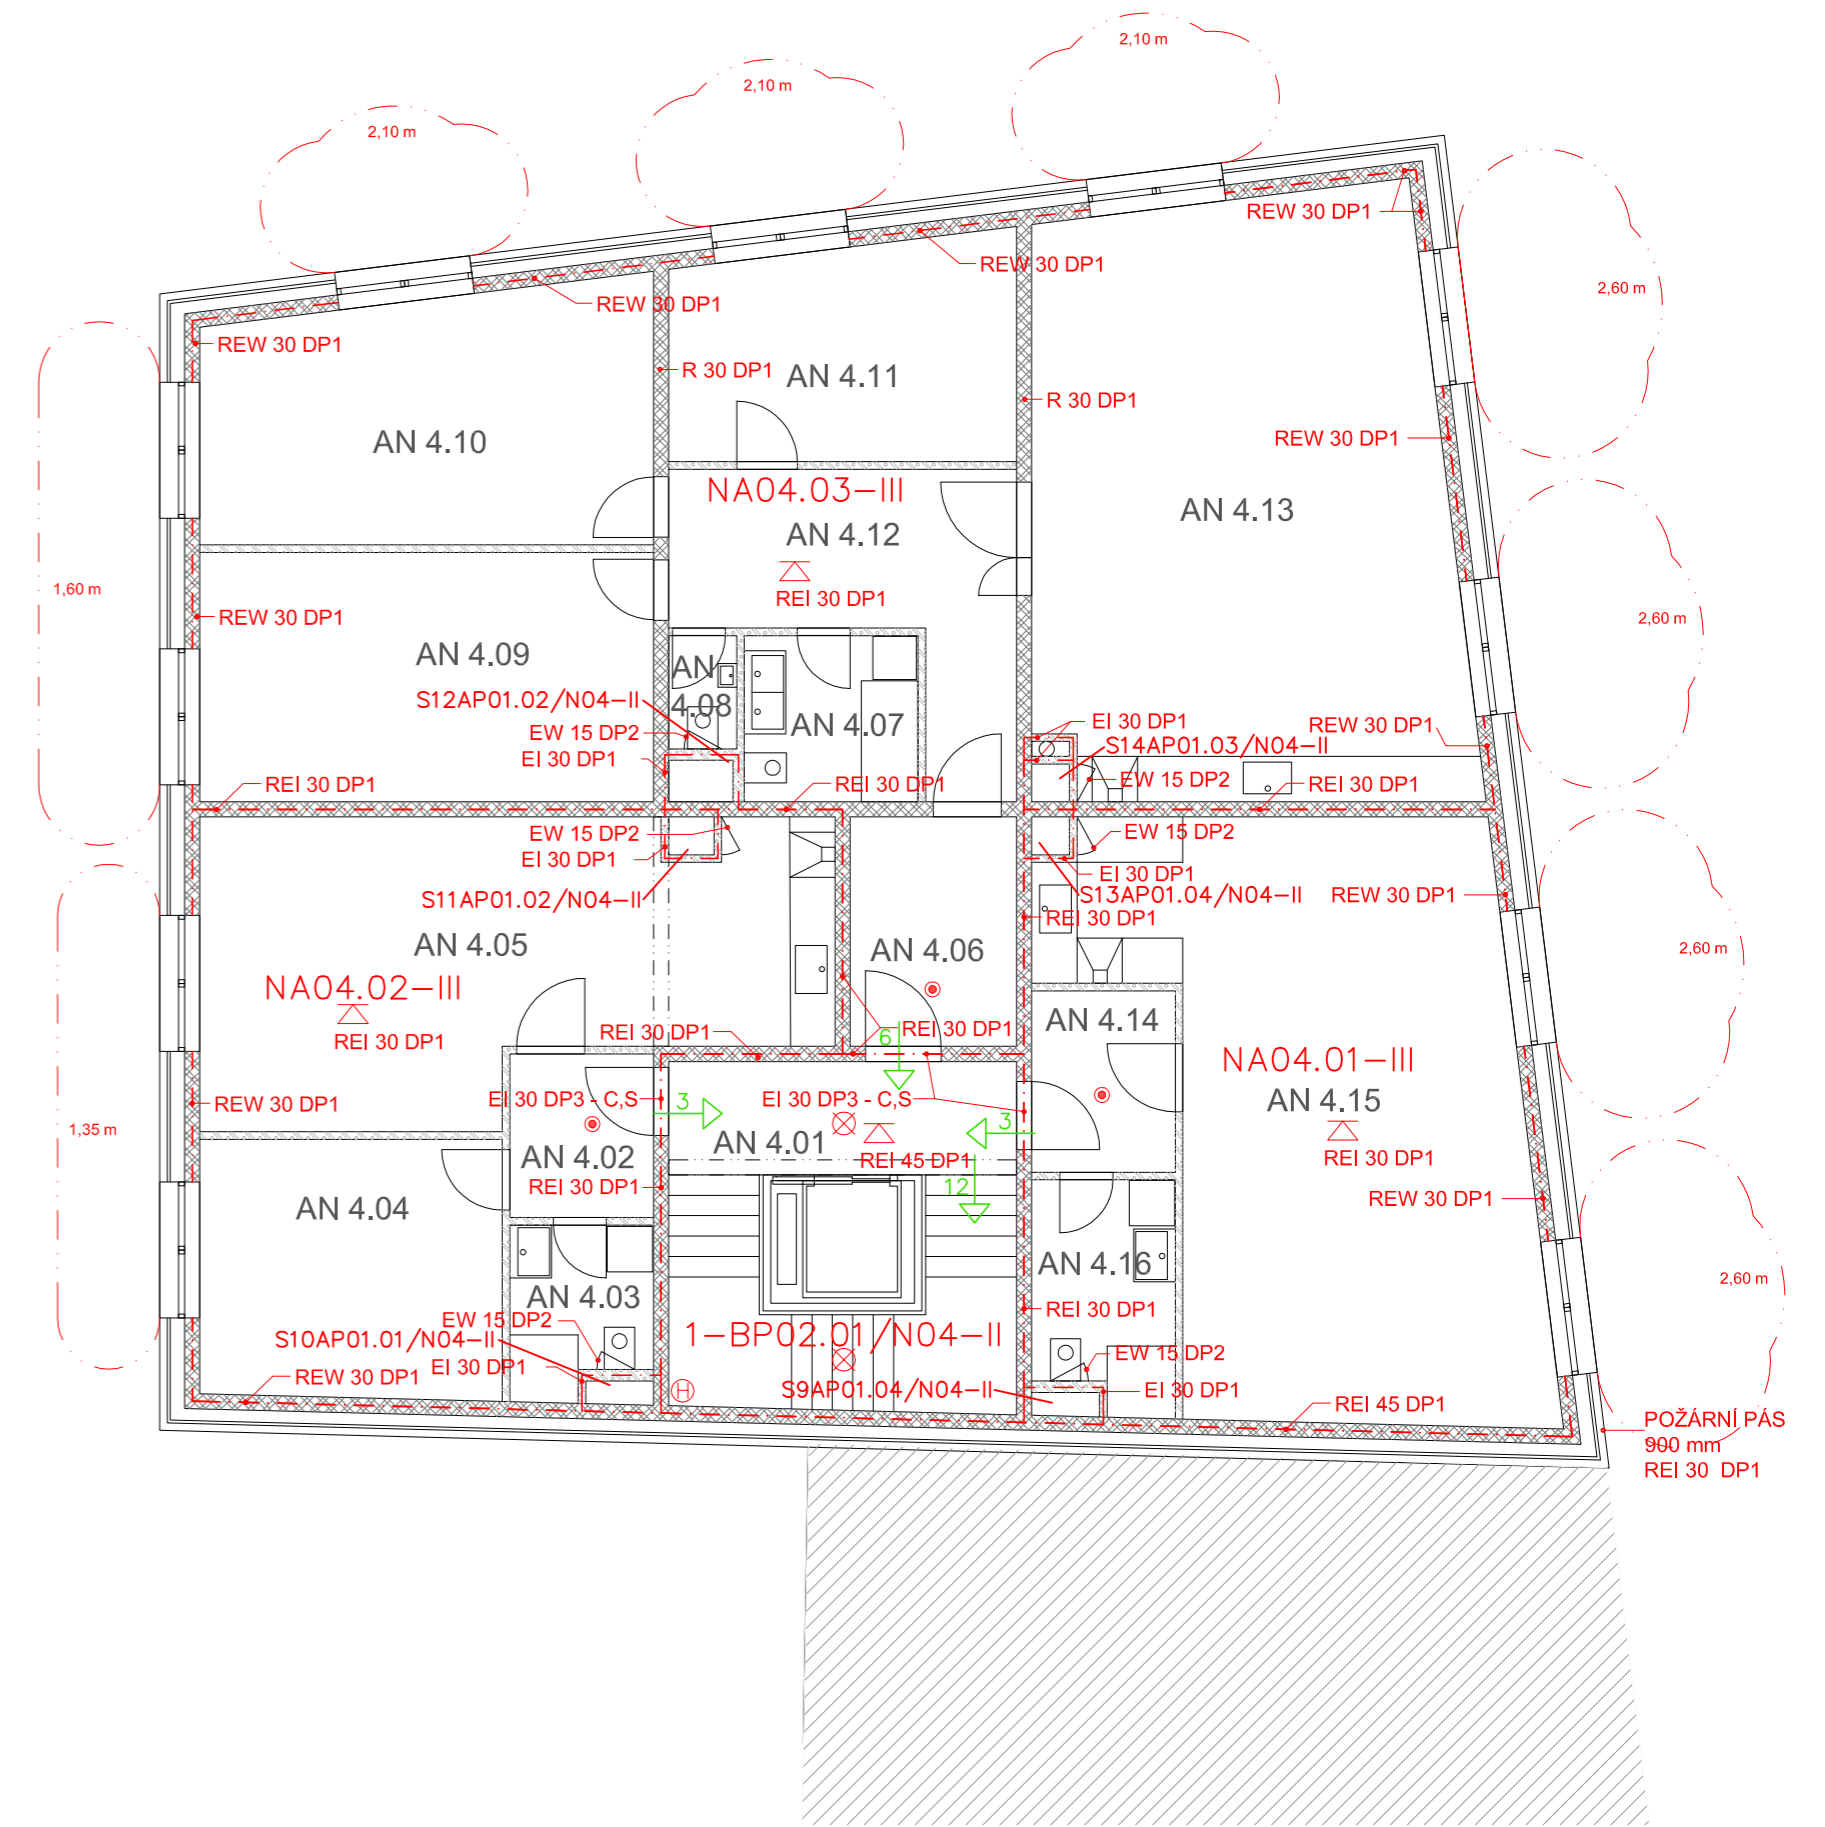 2,10 m
2,10 m
2,10 m
REW 30 DP1
REW 30 DP1
2,60 m
REW 30 DP1
REW 30 DP1
R 30 DP1
AN 4.11
R 30 DP1
AN 4.10
REW 30 DP1
NA04.03-III
AN 4.13
AN 4.12
1,60 m
REI 30 DP1
REW 30 DP1
2,60 m
AN 4.09
AN
4.08
S12AP01.02/N04-II
AN 4.07
EI 30 DP1
REW 30 DP1
EW 15 DP2
S14AP01.03/N04-II
EI 30 DP1
EW 15 DP2
REI 30 DP1
REI 30 DP1
REI 30 DP1
EW 15 DP2
EW 15 DP2
EI 30 DP1
EI 30 DP1
S11AP01.02/N04-II
S13AP01.04/N04-II
REW 30 DP1
REI 30 DP1
AN 4.05
AN 4.06
2,60 m
NA04.02-III
AN 4.14
REI 30 DP1
REI 30 DP1
6
REI 30 DP1
NA04.01-III
EI 30 DP3 - C,S
3
EI 30 DP3 - C,S
AN 4.15
REW 30 DP1
3
1,35 m
AN 4.01
AN 4.02
REI 45 DP1
REI 30 DP1
REI 30 DP1
12
REW 30 DP1
AN 4.04
AN 4.16
2,60 m
AN 4.03
REI 30 DP1
EW 15 DP2
1-BP02.01/N04-II
S10AP01.01/N04-II
EW 15 DP2
EI 30 DP1
REW 30 DP1
H
S9AP01.04/N04-II
EI 30 DP1
REI 45 DP1
POŽÁRNÍ PÁS
900 mm
REI 30 DP1